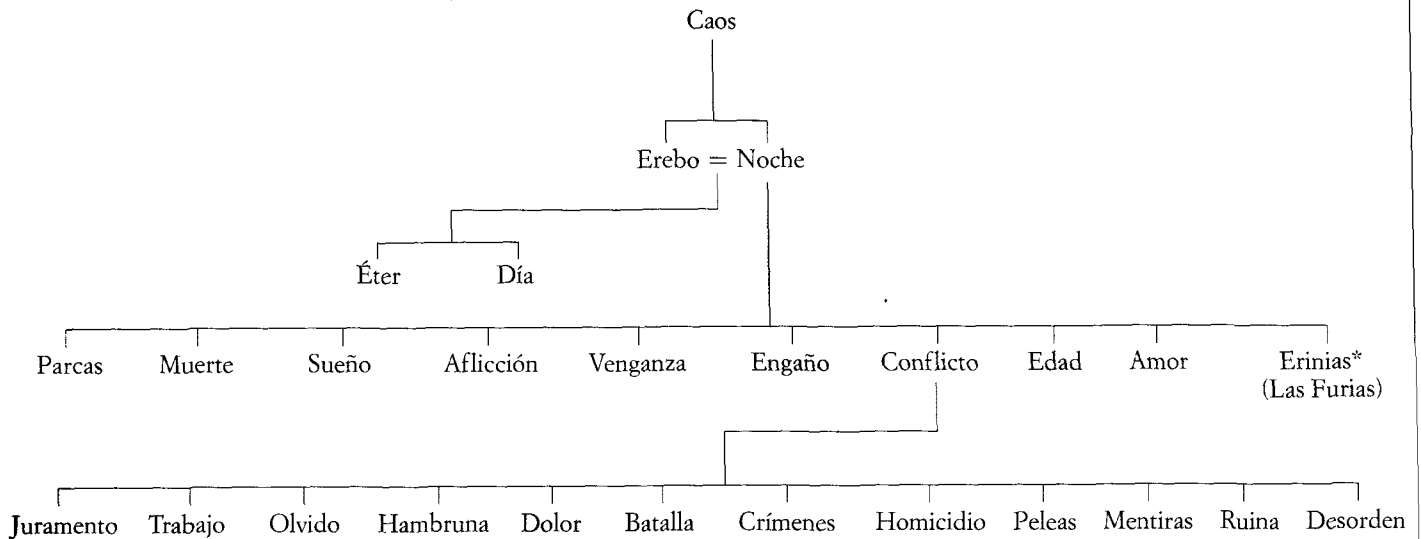 Caos
Erebo = Noche
Éter Día
Parcas Muerte Sueño Aflicción Venganza Engaño Conflicto Edad Amor Erinias*
(Las Furias)
Juramento Trabajo Olvido Hambruna Dolor Batalla Crímenes Homicidio Peleas Mentiras Ruina Desorden